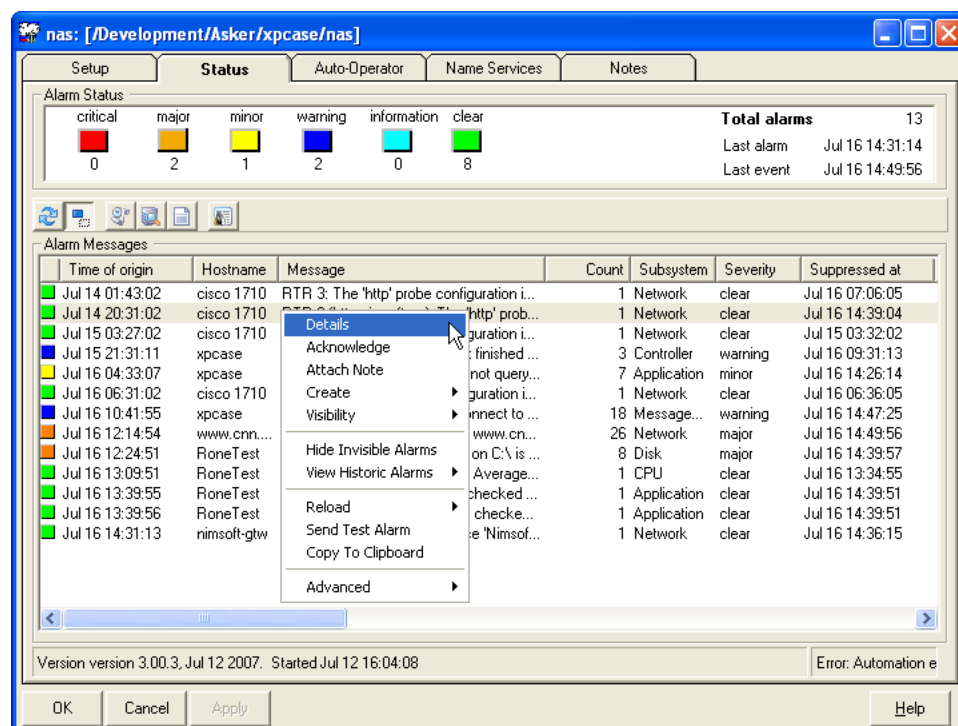 nas: [/Development/Asker/xpcase/nas]
Setup Status Auto-Operator Name Services Notes
Alarm Status
critical major minor warning information clear
0 2 1 2 0 8
Total alarms 13
Last alarm Jul 16 14:31:14
Last event Jul 16 14:49:56
Alarm Messages
Time of origin Hostname Message Count Subsystem Severity Suppressed at
Jul 14 01:43:02 cisco 1710 RTR 3: The 'http' probe configuration i... 1 Network clear Jul 16 07:06:05
Jul 14 20:31:02 cisco 1710 'http' prob... 1 Network clear Jul 16 14:39:04
Jul 15 03:27:02 cisco 1710 guration i... 1 Network clear Jul 15 03:32:02
Jul 15 21:31:11 xpcase finished ... 3 Controller warning Jul 16 09:31:13
Jul 16 04:33:07 xpcase not query... 7 Application minor Jul 16 14:26:14
Jul 16 06:31:02 cisco 1710 guration i... 1 Network clear Jul 16 06:36:05
Jul 16 10:41:55 xpcase nnect to ... 18 Message... warning Jul 16 14:47:25
Jul 16 12:14:54 www.cnn.... www.cn... 26 Network major Jul 16 14:49:56
Jul 16 12:24:51 RoneTest on C:\ is ... 8 Disk major Jul 16 14:39:57
Jul 16 13:09:51 RoneTest Average... 1 CPU clear Jul 16 13:34:55
Jul 16 13:39:55 RoneTest checked ... 1 Application clear Jul 16 14:39:51
Jul 16 13:39:56 RoneTest checke... 1 Application clear Jul 16 14:39:51
Jul 16 14:31:13 nimsoft-gtw e 'Nimsof... 1 Network clear Jul 16 14:36:15
Details
Acknowledge
Attach Note
Create
Visibility
Hide Invisible Alarms
View Historic Alarms
Reload
Send Test Alarm
Copy To Clipboard
Advanced
Version version 3.00.3, Jul 12 2007. Started Jul 12 16:04:08 Error: Automation e
OK Cancel Apply Help